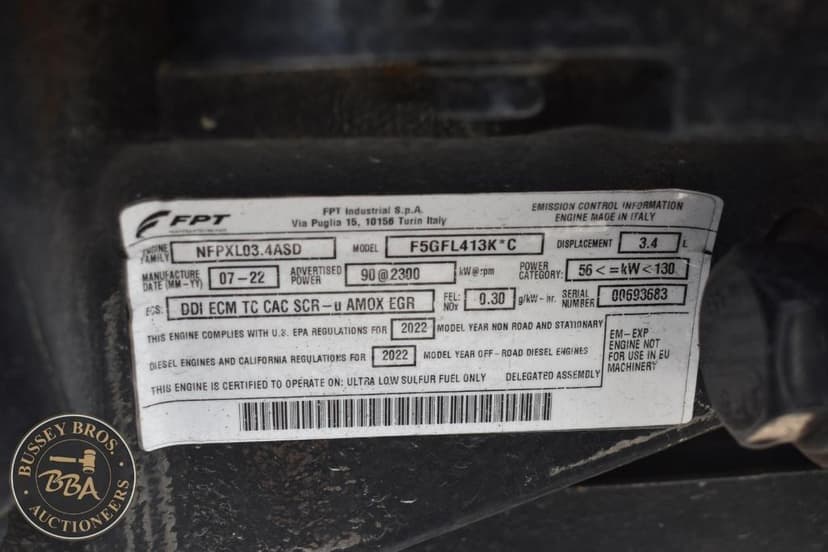 FPT
FPT Industrial S.p.A.
Via Puglia 15, 10156 Turin Italy
EMISSION CONTROL INFORMATION
ENGINE MADE IN ITALY
ENGINE FAMILY NFPXL03.4ASD MODEL F5GFL413K*C DISPLACEMENT 3.4 L
MANUFACTURE DATE (MM-YY) 07-22 ADVERTISED POWER 90@2300 kW@rpm POWER CATEGORY: 56<=kW<130
ECS: DDI ECM TC CAC SCR-u AMOX EGR FEL: NOx 0.30 g/kW-hr. SERIAL NUMBER 00693683
THIS ENGINE COMPLIES WITH U.S. EPA REGULATIONS FOR 2022 MODEL YEAR NON ROAD AND STATIONARY
DIESEL ENGINES AND CALIFORNIA REGULATIONS FOR 2022 MODEL YEAR OFF-ROAD DIESEL ENGINES
THIS ENGINE IS CERTIFIED TO OPERATE ON: ULTRA LOW SULFUR FUEL ONLY DELEGATED ASSEMBLY
EM-EXP
ENGINE NOT
FOR USE IN EU
MACHINERY
BUSSEY BROS.
BBA
AUCTIONEERS